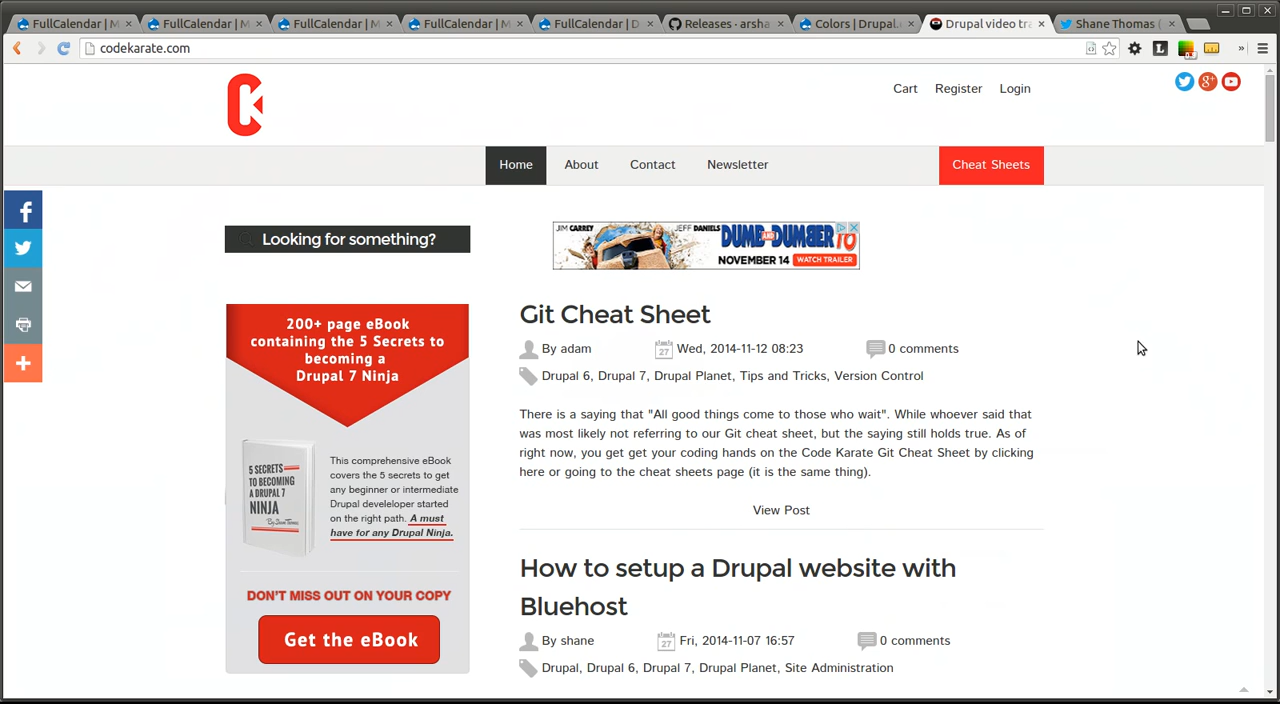 FullCalendar | M
FullCalendar | M
FullCalendar | M
FullCalendar | M
FullCalendar | D
Releases · arsha
Colors | Drupal.
Drupal video tra
Shane Thomas (
codekarate.com
Cart
Register
Login
Home
About
Contact
Newsletter
Cheat Sheets
Looking for something?
JIM CARREY
JEFF DANIELS
DUMB AND DUMBER TO
NOVEMBER 14
WATCH TRAILER
200+ page eBook
containing the 5 Secrets to
becoming a
Drupal 7 Ninja
5 SECRETS
TO BECOMING
A DRUPAL 7
NINJA
This comprehensive eBook
covers the 5 secrets to get
any beginner or intermediate
Drupal develeloper started
on the right path. A must
have for any Drupal Ninja.
DON'T MISS OUT ON YOUR COPY
Get the eBook
Git Cheat Sheet
By adam
27
Wed, 2014-11-12 08:23
0 comments
Drupal 6, Drupal 7, Drupal Planet, Tips and Tricks, Version Control
There is a saying that "All good things come to those who wait". While whoever said that
was most likely not referring to our Git cheat sheet, but the saying still holds true. As of
right now, you get get your coding hands on the Code Karate Git Cheat Sheet by clicking
here or going to the cheat sheets page (it is the same thing).
View Post
How to setup a Drupal website with
Bluehost
By shane
27
Fri, 2014-11-07 16:57
0 comments
Drupal, Drupal 6, Drupal 7, Drupal Planet, Site Administration